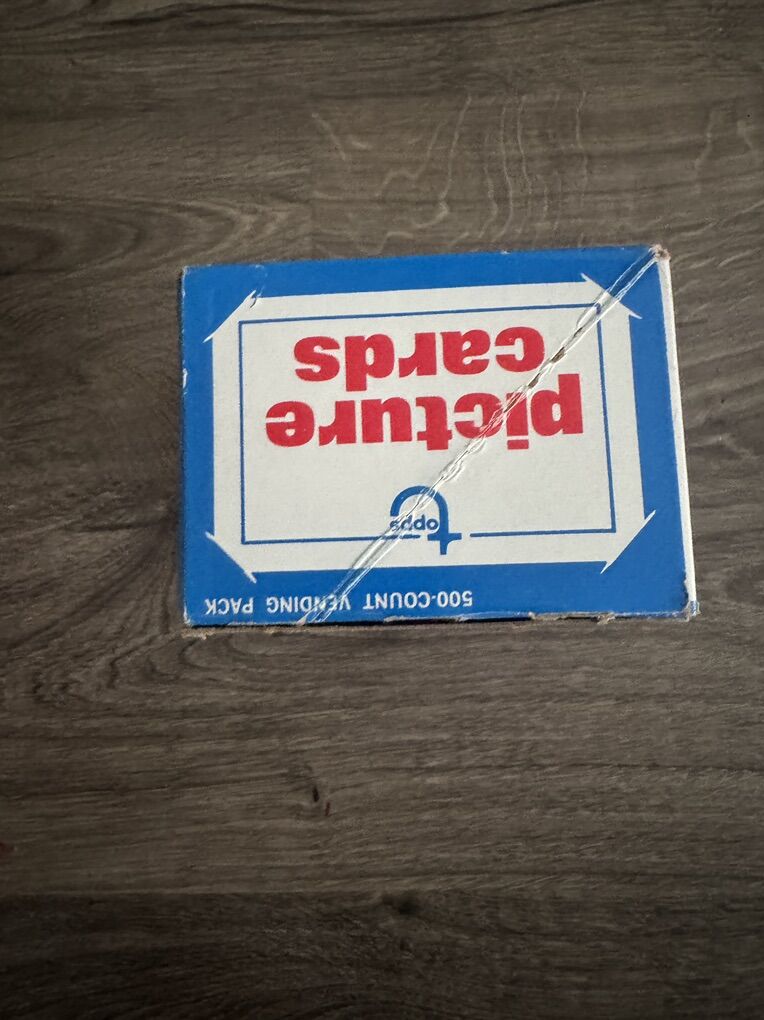 500-COUNT VENDING PACK
topps
picture
cards